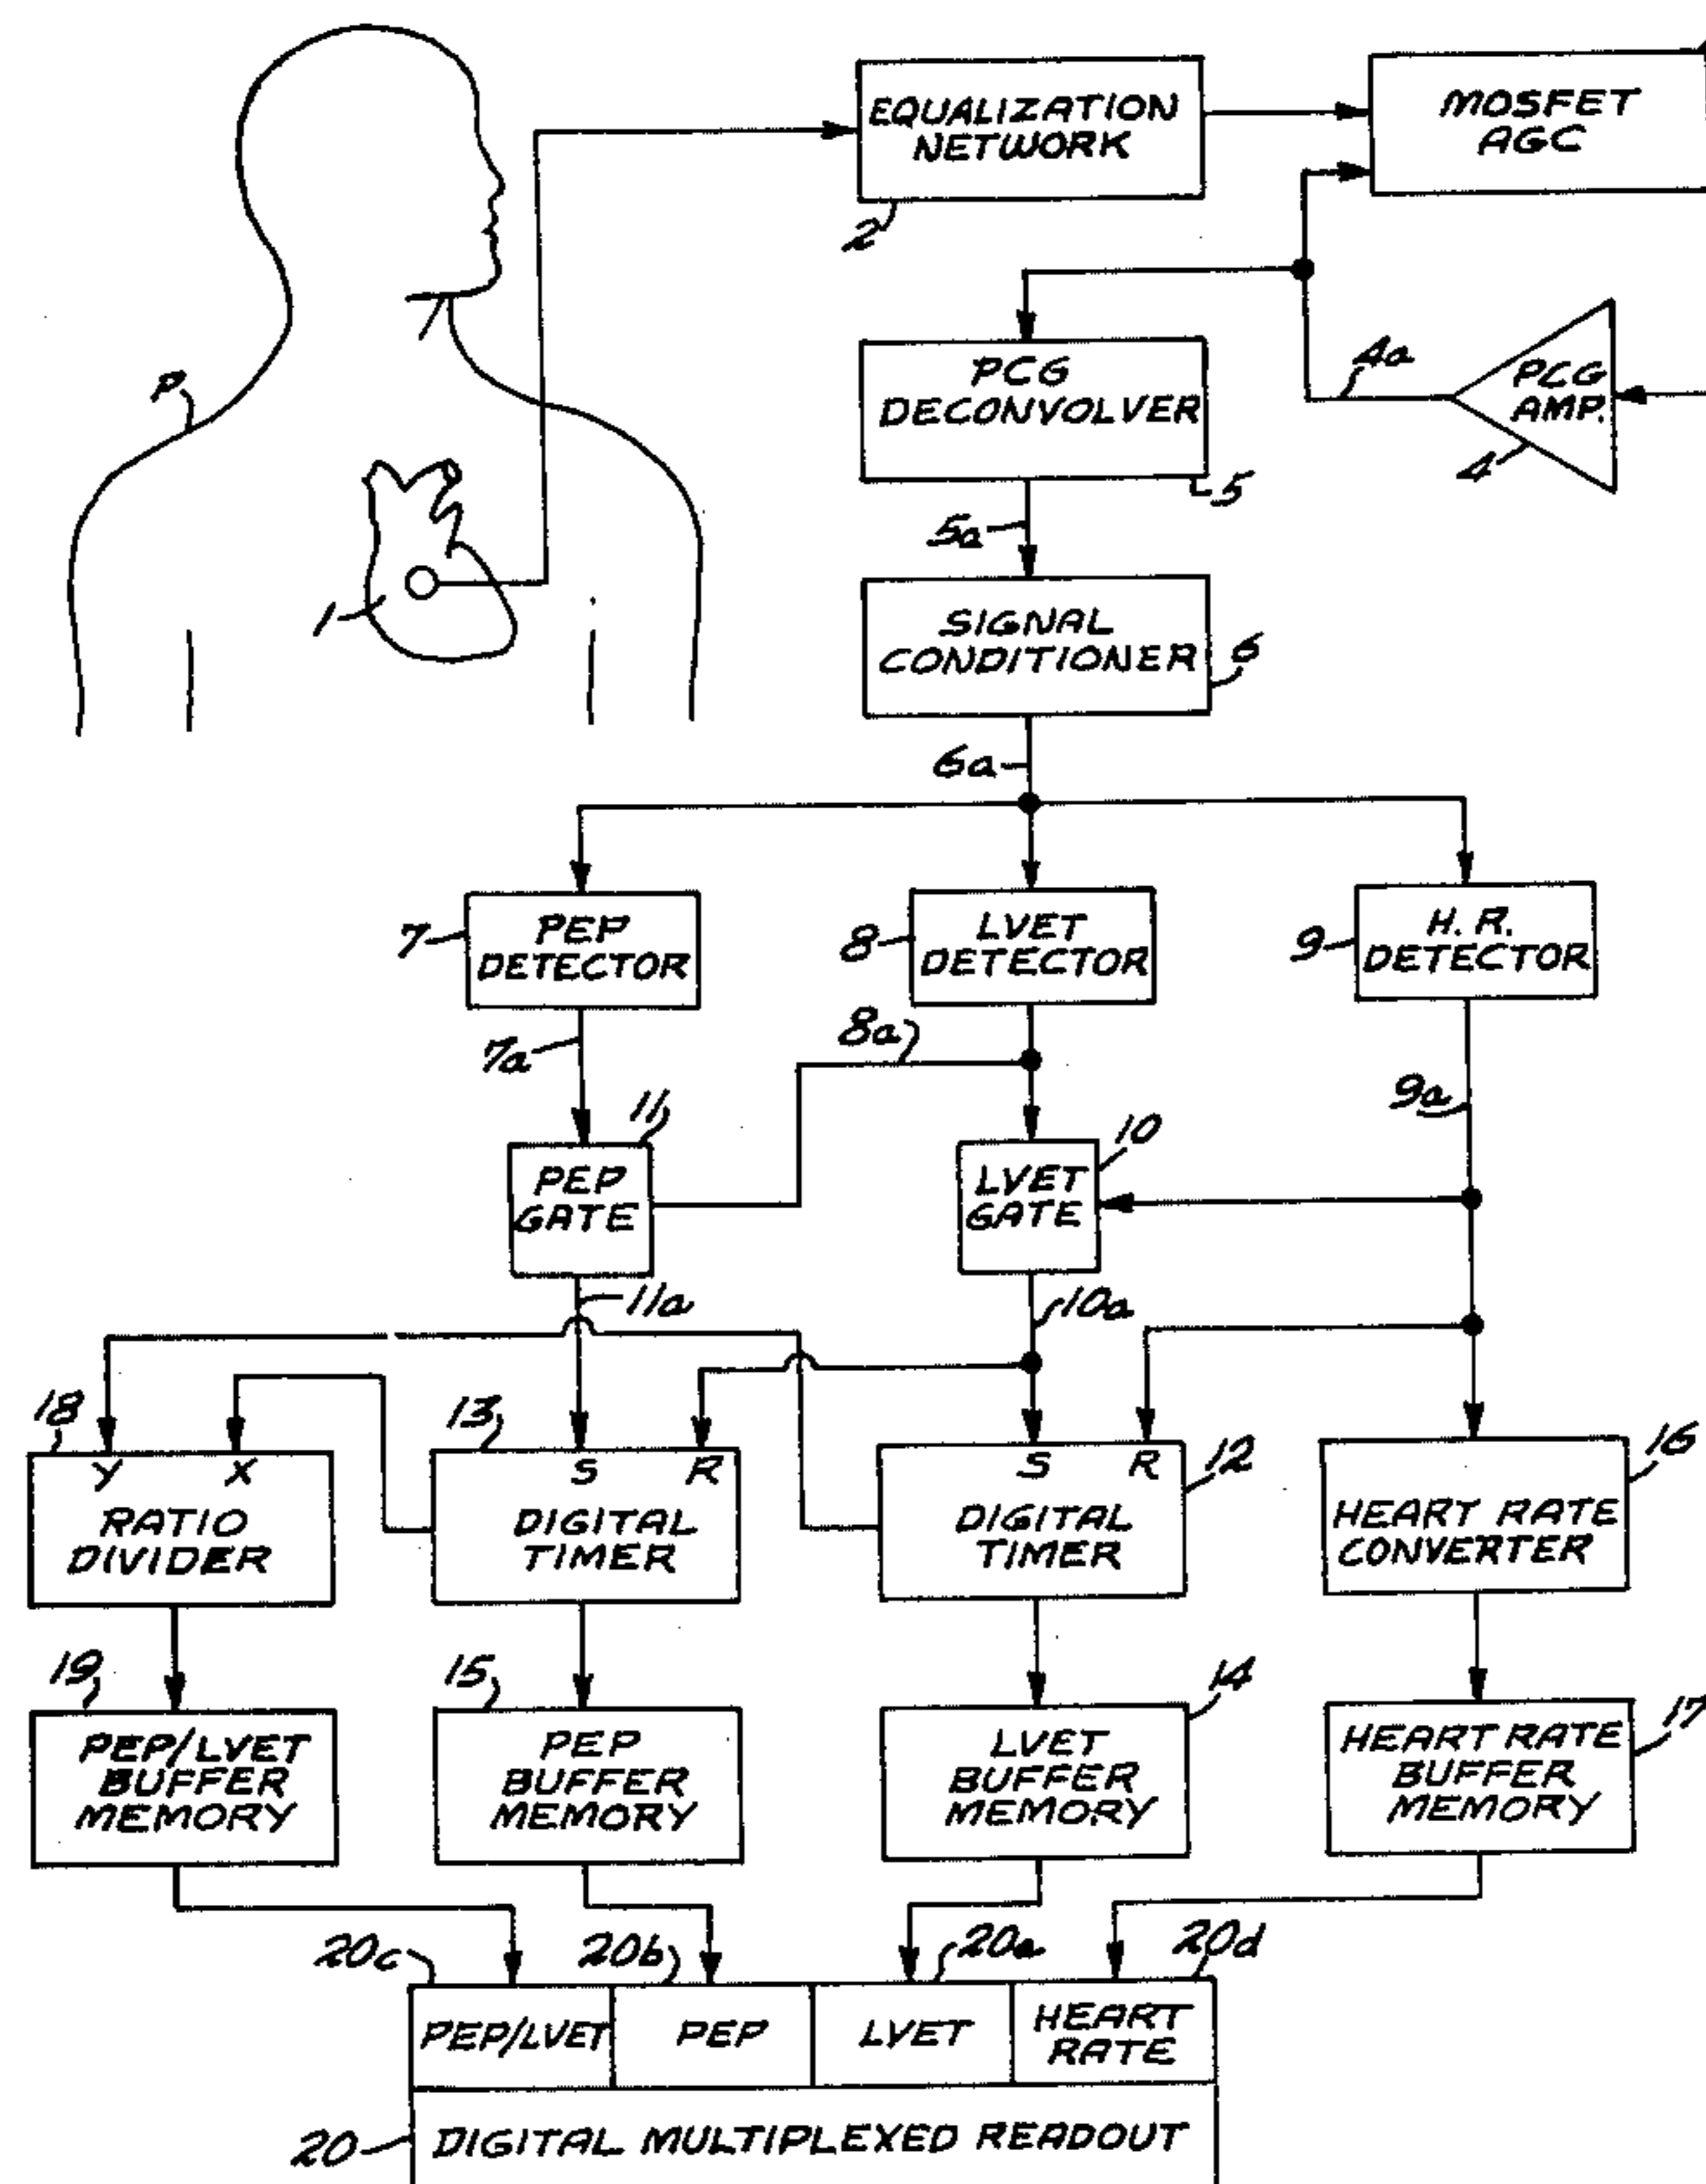 EQUALIZATION
NETWORK
2
MOSFET
AGC
PCG
DECONVOLVER
5
4a
PCG
AMP.
4
P
1
5a
SIGNAL
CONDITIONER
6
6a
7
PEP
DETECTOR
8
LVET
DETECTOR
9
H. R.
DETECTOR
7a
8a
9a
11
PEP
GATE
10
LVET
GATE
11a
10a
18
Y X
RATIO
DIVIDER
13
S R
DIGITAL
TIMER
12
S R
DIGITAL
TIMER
16
HEART RATE
CONVERTER
19
PEP/LVET
BUFFER
MEMORY
15
PEP
BUFFER
MEMORY
14
LVET
BUFFER
MEMORY
17
HEART RATE
BUFFER
MEMORY
20c
20b
20a
20d
PEP/LVET
PEP
LVET
HEART
RATE
20
DIGITAL MULTIPLEXED READOUT